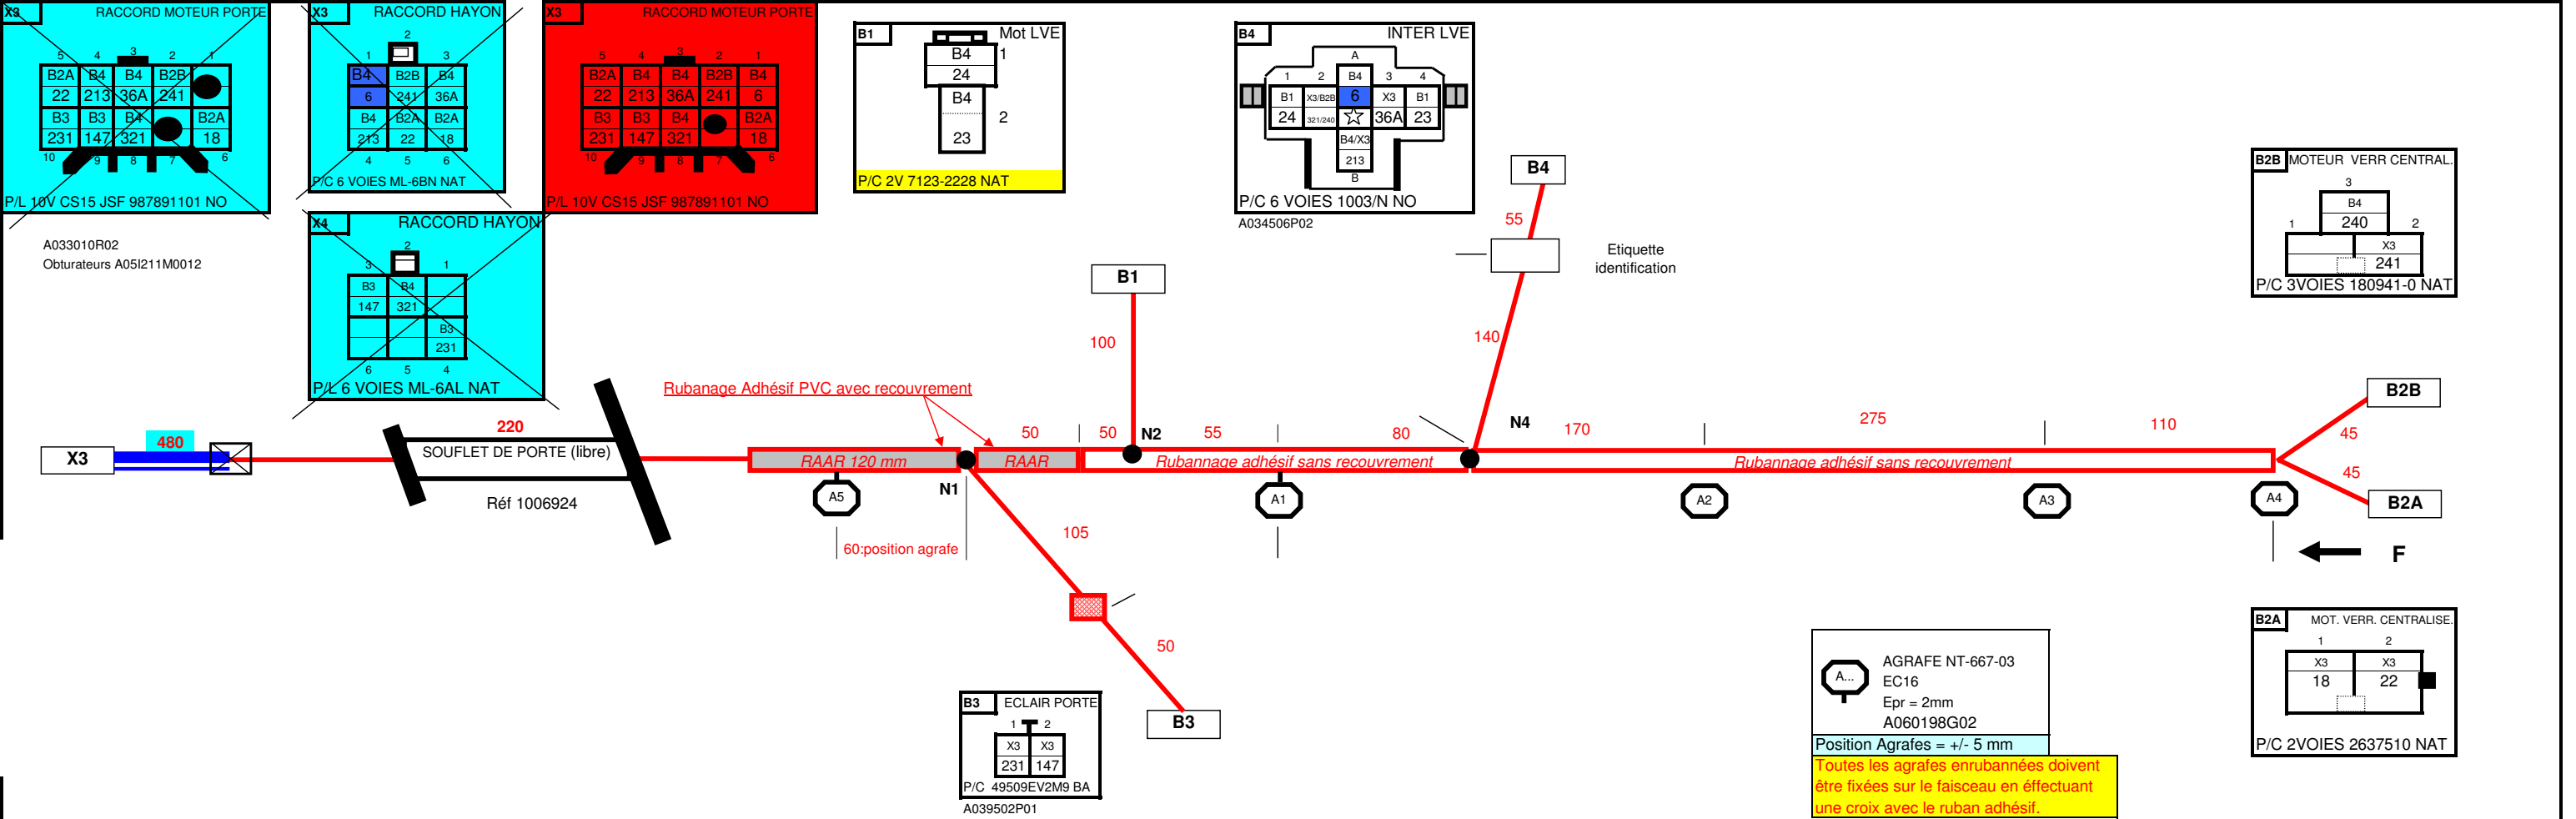 X3 RACCORD MOTEUR PORTE
5 4 3 2 1
B2A B4 B4 B2B
22 213 36A 241
B3 B3 B4 B2A
231 147 321 18
10 9 8 7 6
P/L 10V CS15 JSF 987891101 NO
A033010R02
Obturateurs A05I211M0012
X3 RACCORD HAYON
2
1 3
B4 B2B B4
6 241 36A
B4 B2A B2A
213 22 18
4 5 6
P/C 6 VOIES ML-6BN NAT
X4 RACCORD HAYON
2
3 1
B3 B4
147 321
B3
231
6 5 4
P/L 6 VOIES ML-6AL NAT
X3 RACCORD MOTEUR PORTE
5 4 3 2 1
B2A B4 B4 B2B B4
22 213 36A 241 6
B3 B3 B4 B2A
231 147 321 18
10 9 8 7 6
P/L 10V CS15 JSF 987891101 NO
B1 Mot LVE
B4 1
24
B4
2
23
P/C 2V 7123-2228 NAT
B4 INTER LVE
A
1 2 B4 3 4
B1 X3/B2B 6 X3 B1
24 321/240 36A 23
B4/X3
213
B
P/C 6 VOIES 1003/N NO
A034506P02
B4
55
Etiquette
identification
140
B2B MOTEUR VERR CENTRAL.
3
B4
1 240 2
X3
241
P/C 3VOIES 180941-0 NAT
B1
100
Rubanage Adhésif PVC avec recouvrement
X3
480
220
SOUFLET DE PORTE (libre)
Réf 1006924
RAAR 120 mm
A5
N1
60:position agrafe
50
RAAR
50
N2
55
80
Rubannage adhésif sans recouvrement
A1
N4
170
275
110
Rubannage adhésif sans recouvrement
A2
A3
A4
B2B
45
45
B2A
F
105
50
B3
B3 ECLAIR PORTE
1 2
X3 X3
231 147
P/C 49509EV2M9 BA
A039502P01
A...
AGRAFE NT-667-03
EC16
Epr = 2mm
A060198G02
Position Agrafes = +/- 5 mm
Toutes les agrafes enrubannées doivent
être fixées sur le faisceau en éffectuant
une croix avec le ruban adhésif.
B2A MOT. VERR. CENTRALISE.
1 2
X3 X3
18 22
P/C 2VOIES 2637510 NAT